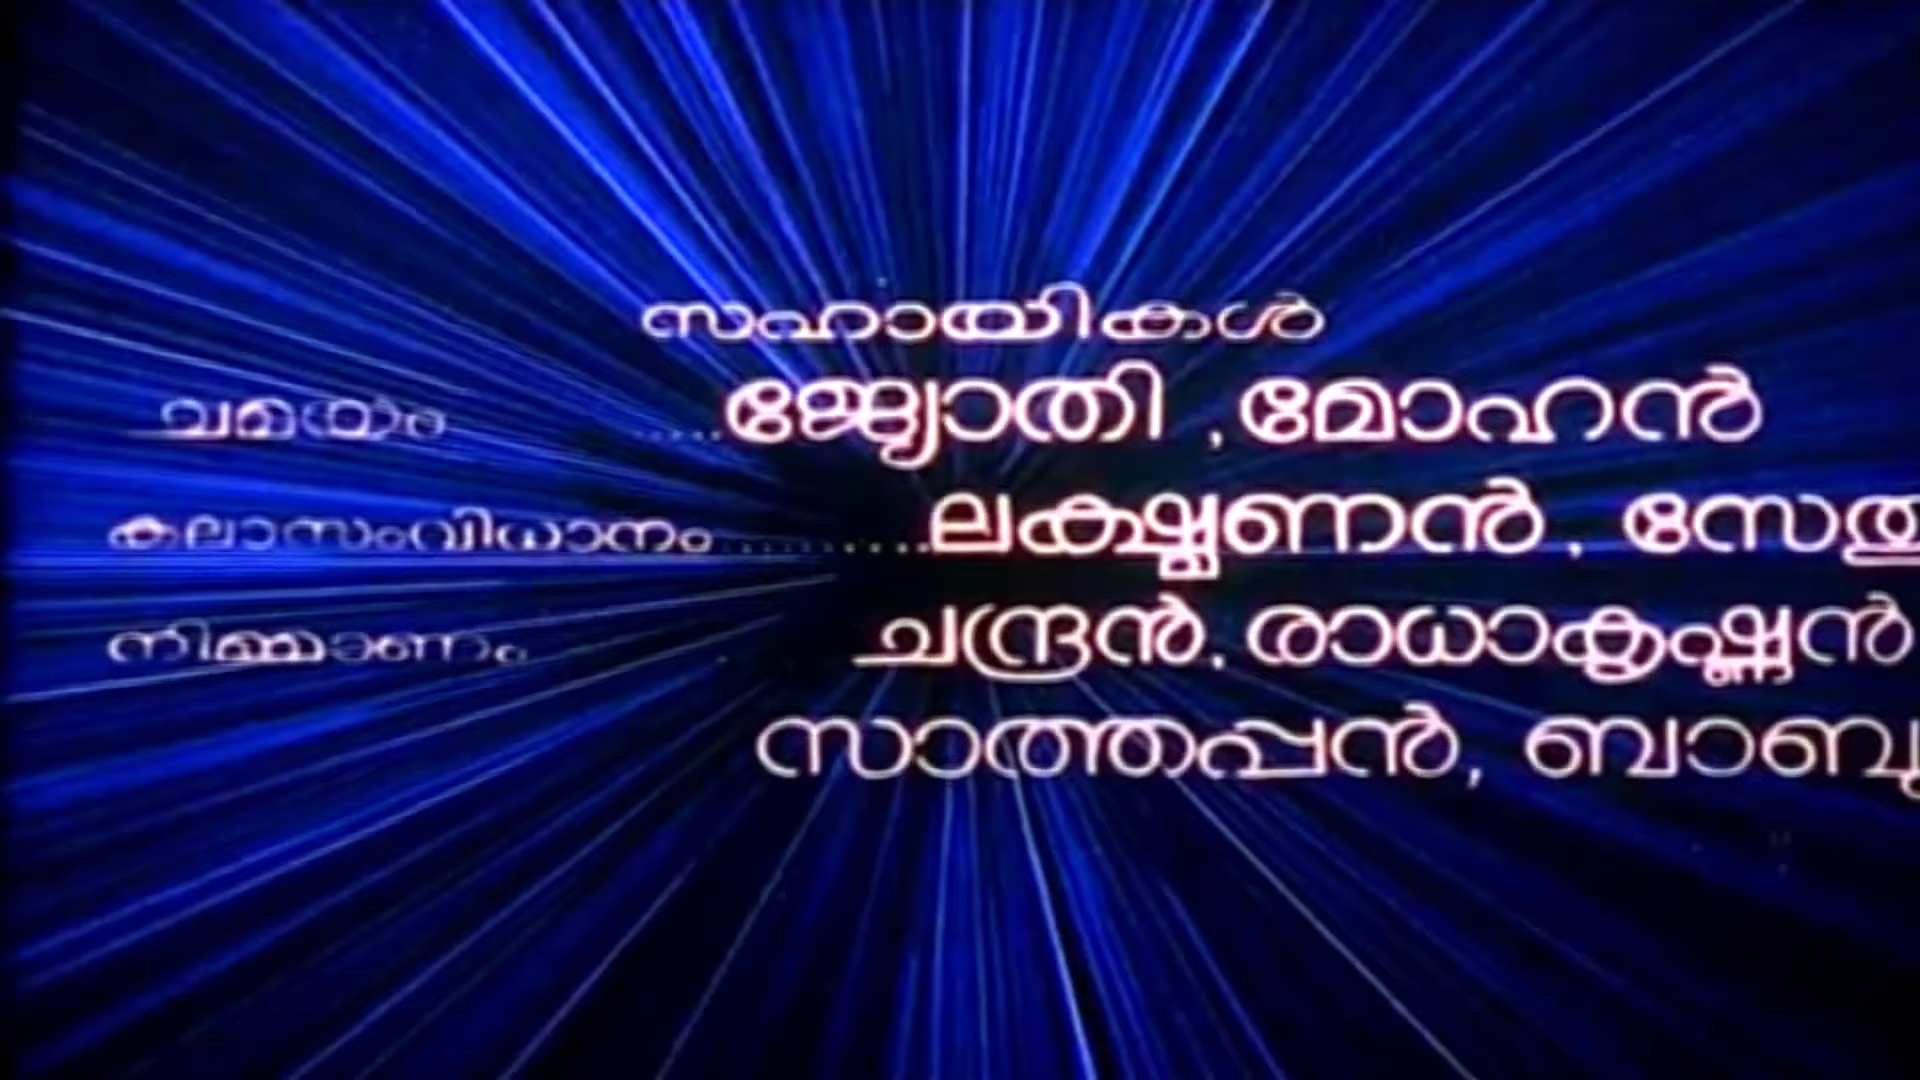 സഹായികൾ
ചമയം ..... ജ്യോതി , മോഹൻ
കലാസംവിധാനം .......... ലക്ഷ്മണൻ , സേതു
നിർമ്മാണം ചന്ദ്രൻ , രാധാകൃഷ്ണൻ
സാത്തപ്പൻ , ബാബു